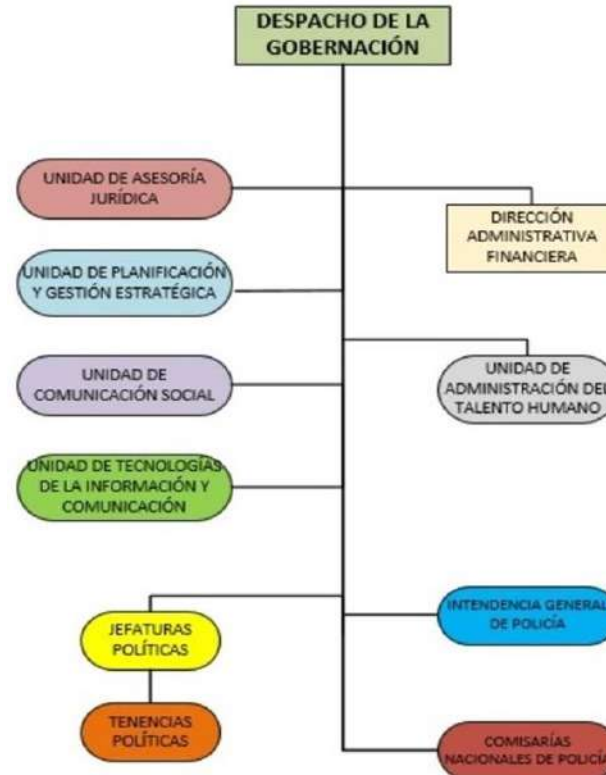 DESPACHO DE LA
GOBERNACIÓN
UNIDAD DE ASESORÍA
JURÍDICA
DIRECCIÓN
ADMINISTRATIVA
FINANCIERA
UNIDAD DE PLANIFICACIÓN
Y GESTIÓN ESTRATÉGICA
UNIDAD DE
COMUNICACIÓN SOCIAL
UNIDAD DE
ADMINISTRACIÓN DEL
TALENTO HUMANO
UNIDAD DE TECNOLOGÍAS
DE LA INFORMACIÓN Y
COMUNICACIÓN
JEFATURAS
POLÍTICAS
INTENDENCIA GENERAL
DE POLICÍA
TENENCIAS
POLÍTICAS
COMISARÍAS
NACIONALES DE POLICÍA